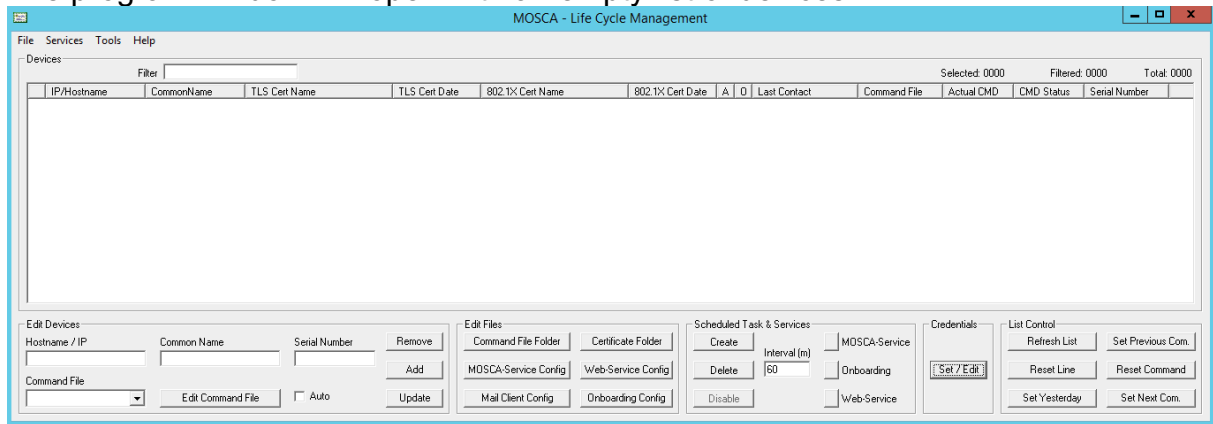 MOSCA - Life Cycle Management
File Services Tools Help
Devices
Filter
Selected: 0000 Filtered: 0000 Total: 0000
IP/Hostname CommonName TLS Cert Name TLS Cert Date 802.1X Cert Name 802.1X Cert Date A O Last Contact Command File Actual CMD CMD Status Serial Number
Edit Devices
Hostname / IP Common Name Serial Number
Command File
Edit Command File Auto
Remove
Add
Update
Edit Files
Command File Folder Certificate Folder
MOSCA-Service Config Web-Service Config
Mail Client Config Onboarding Config
Scheduled Task & Services
Create
Delete
Disable
Interval (m)
60
MOSCA-Service
Onboarding
Web-Service
Credentials
Set / Edit
List Control
Refresh List Set Previous Com.
Reset Line Reset Command
Set Yesterday Set Next Com.